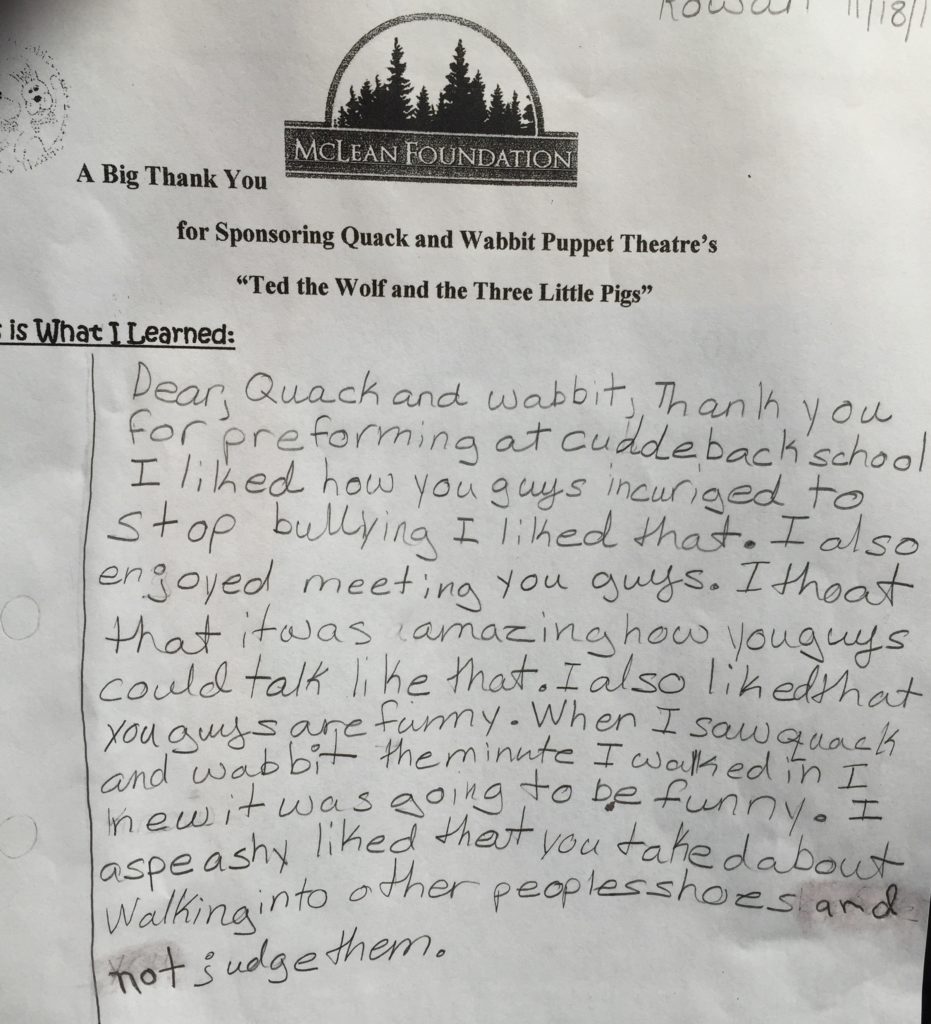 Rowan 11/18/1
McLean Foundation
A Big Thank You
for Sponsoring Quack and Wabbit Puppet Theatre's
“Ted the Wolf and the Three Little Pigs”
is What I Learned:
Dear, Quack and wabbit, Thank you
for preforming at cuddeback school
I liked how you guys incuriged to
stop bullying I liked that. I also
enjoyed meeting you guys. I thoat
that it was amazing how you guys
could talk like that. I also liked that
you guys are funny. When I saw quack
and wabbit the minute I walked in I
knew it was going to be funny. I
aspeashy liked that you taked about
Walking into other peoples shoes and
not judge them.